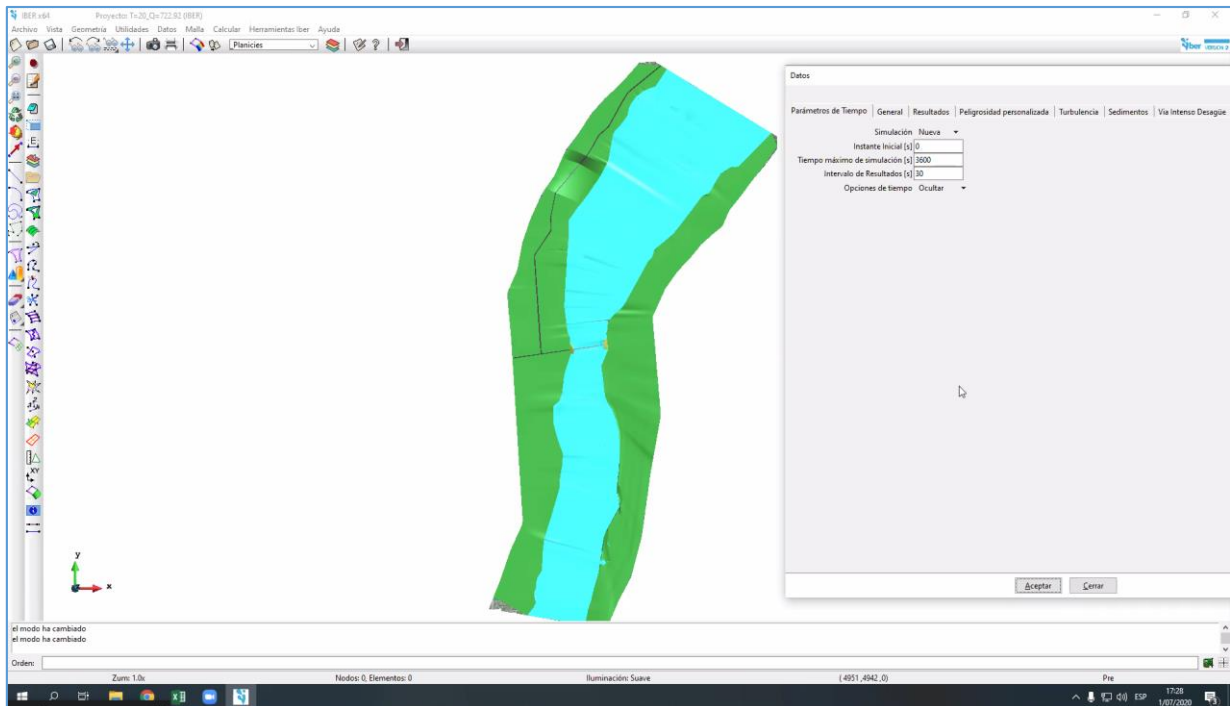 IBER x64 Proyecto: T=20_Q=722.92 (IBER)
Archivo Vista Geometria Utilidades Datos Malla Calcular Herramientas Iber Ayuda
Planicies
Iber
Datos
Parámetros de Tiempo General Resultados Peligrosidad personalizada Turbulencia Sedimentos Via Intenso Desagüe
Simulación Nueva
Instante Inicial [s] 0
Tiempo máximo de simulación [s] 3600
Intervalo de Resultados [s] 30
Opciones de tiempo Ocultar
y
x
Aceptar Cerrar
el modo ha cambiado
el modo ha cambiado
Orden:
Zum: 1.0x Nodos: 0, Elementos: 0 Iluminación: Suave (4951 ,4942 ,0) Pre
ESP 17:28
1/07/2020